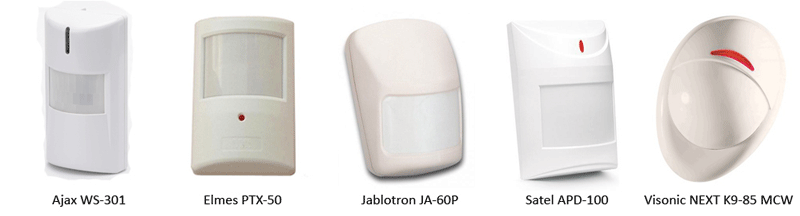 Ajax WS-301
Elmes PTX-50
Jablotron JA-60P
Satel APD-100
Visonic NEXT K9-85 MCW